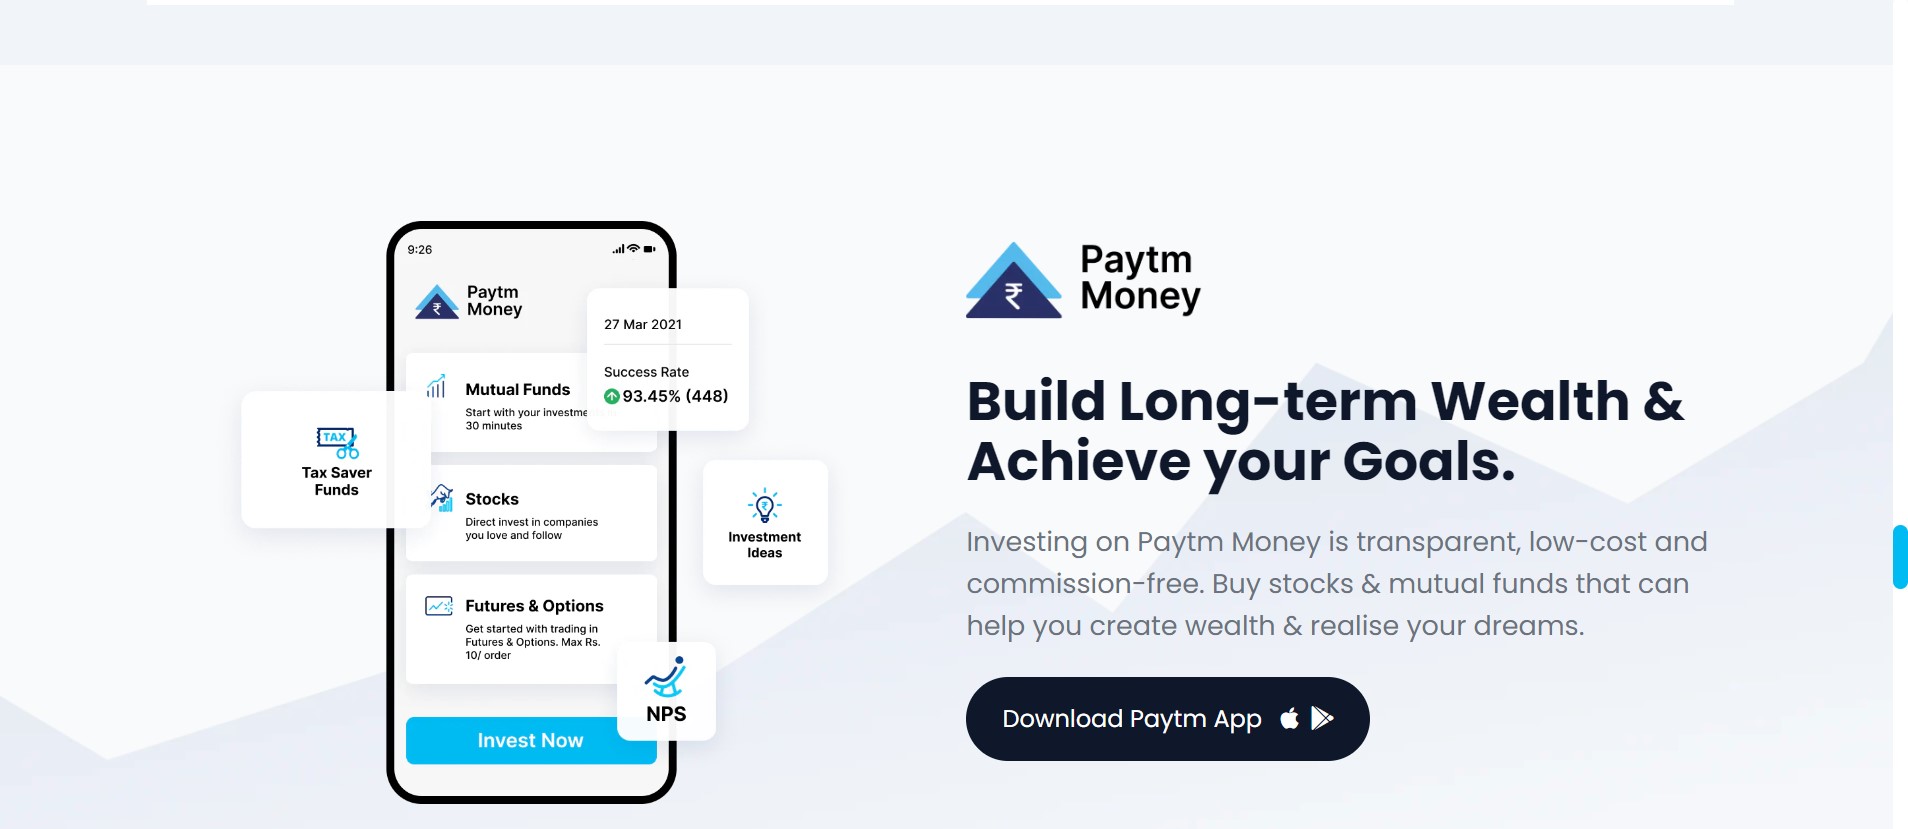 9:26
Paytm
Money
27 Mar 2021
Success Rate
93.45% (448)
Mutual Funds
Start with your investme
30 minutes
TAX
Tax Saver
Funds
Stocks
Direct invest in companies
you love and follow
Investment
Ideas
Futures & Options
Get started with trading in
Futures & Options. Max Rs.
10/ order
NPS
Invest Now
₹ Paytm
Money
Build Long-term Wealth &
Achieve your Goals.
Investing on Paytm Money is transparent, low-cost and
commission-free. Buy stocks & mutual funds that can
help you create wealth & realise your dreams.
Download Paytm App